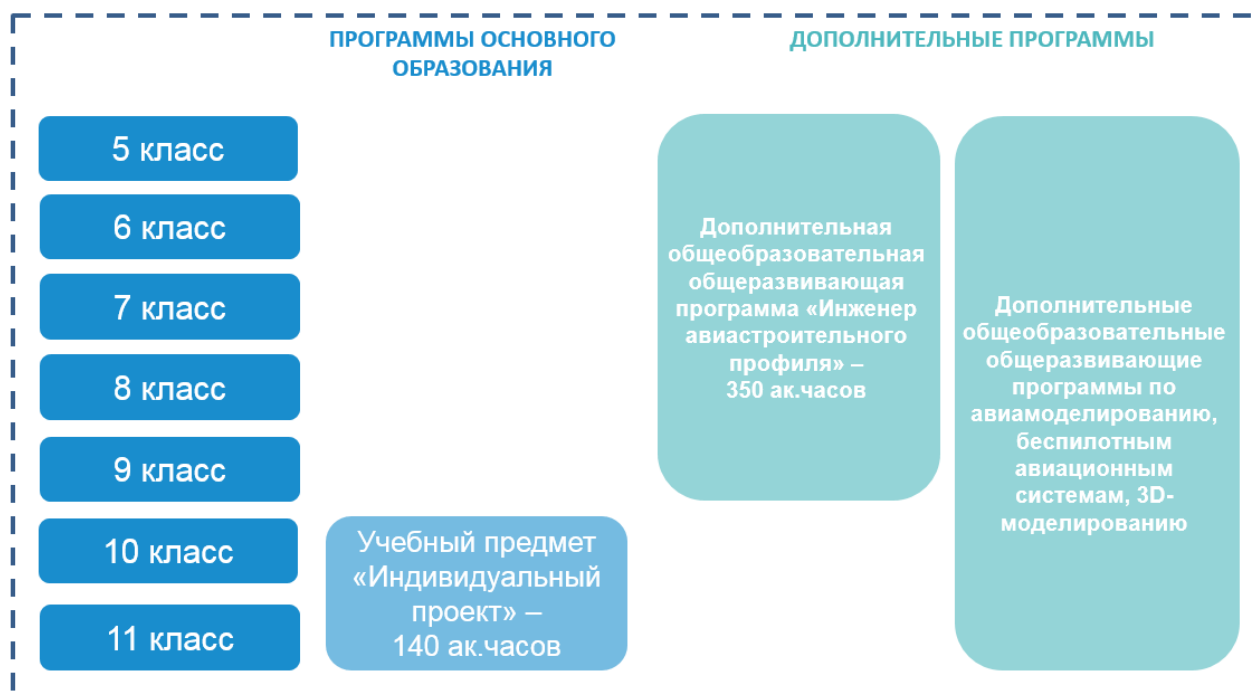 ПРОГРАММЫ ОСНОВНОГО
ОБРАЗОВАНИЯ
ДОПОЛНИТЕЛЬНЫЕ ПРОГРАММЫ
5 класс
6 класс
7 класс
8 класс
9 класс
10 класс
11 класс
Учебный предмет
«Индивидуальный
проект» –
140 ак.часов
Дополнительная
общеобразовательная
общеразвивающая
программа «Инженер
авиастроительного
профиля» –
350 ак.часов
Дополнительные
общеобразовательные
общеразвивающие
программы по
авиамоделированию,
беспилотным
авиационным
системам, 3D-
моделированию